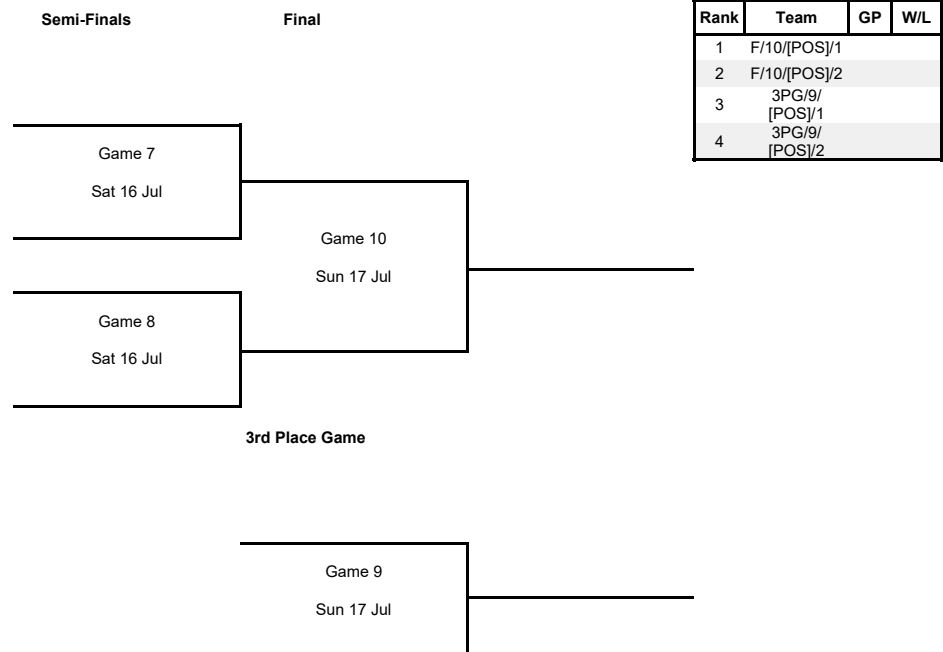 Semi-Finals
Final
Rank Team GP W/L
1 F/10/[POS]/1
2 F/10/[POS]/2
3 3PG/9/
[POS]/1
4 3PG/9/
[POS]/2
Game 7
Sat 16 Jul
Game 10
Sun 17 Jul
Game 8
Sat 16 Jul
3rd Place Game
Game 9
Sun 17 Jul